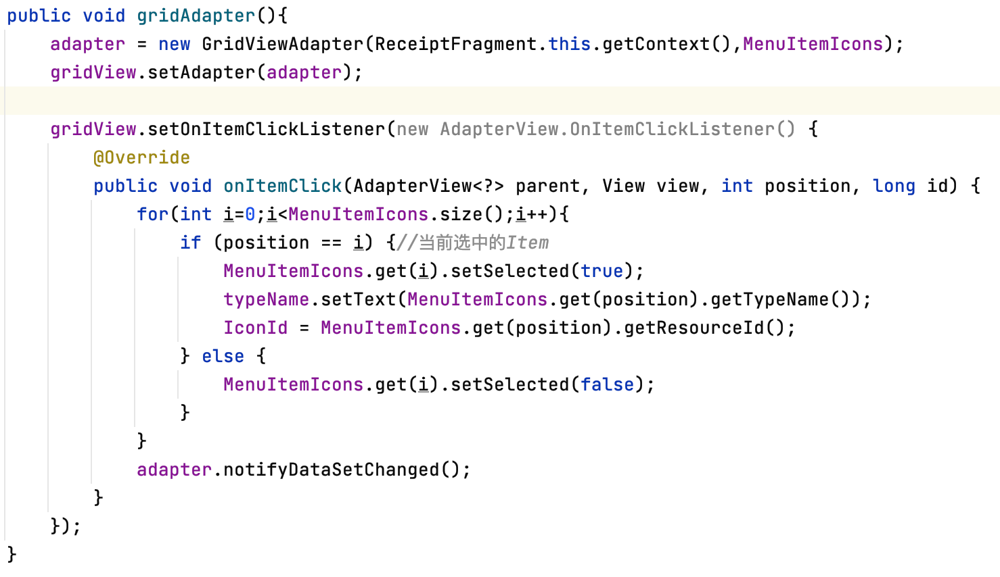 public void gridAdapter(){
    adapter = new GridViewAdapter(ReceiptFragment.this.getContext(),MenuItemIcons);
    gridView.setAdapter(adapter);

    gridView.setOnItemClickListener(new AdapterView.OnItemClickListener() {
        @Override
        public void onItemClick(AdapterView<?> parent, View view, int position, long id) {
            for(int i=0;i<MenuItemIcons.size();i++){
                if (position == i) {//当前选中的Item
                    MenuItemIcons.get(i).setSelected(true);
                    typeName.setText(MenuItemIcons.get(position).getTypeName());
                    IconId = MenuItemIcons.get(position).getResourceId();
                } else {
                    MenuItemIcons.get(i).setSelected(false);
                }
            }
            adapter.notifyDataSetChanged();
        }
    });
}